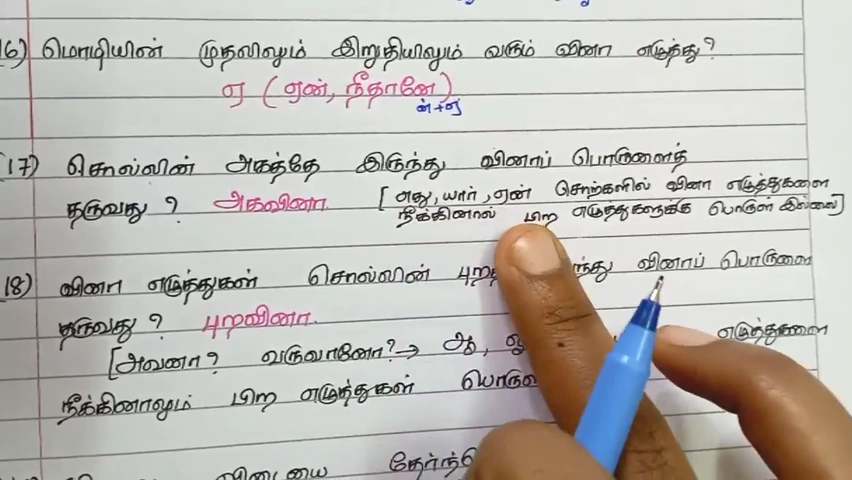 16) மொழியின் முதலிலும் இறுதியிலும் வரும் வினா எழுத்து?
ஏ (ஏன், நீதானே)
ன்+ஏ
17) சொல்லின் அகத்தே இருந்து வினாப் பொருளைத்
தருவது? அகவினா [எது, யார், ஏன் சொற்களில் வினா எழுத்துகளை
நீக்கினால் பிற எழுத்துகளுக்கு பொருள் இல்லை]
18) வினா எழுத்துகள் சொல்லின் வினாப் பொருளை
தருவது? புறவினா.
[அவனா? வருவானோ? → ஆ, எழுத்துகளை
நீக்கினாலும் பிற எழுத்துகள்
விடையை